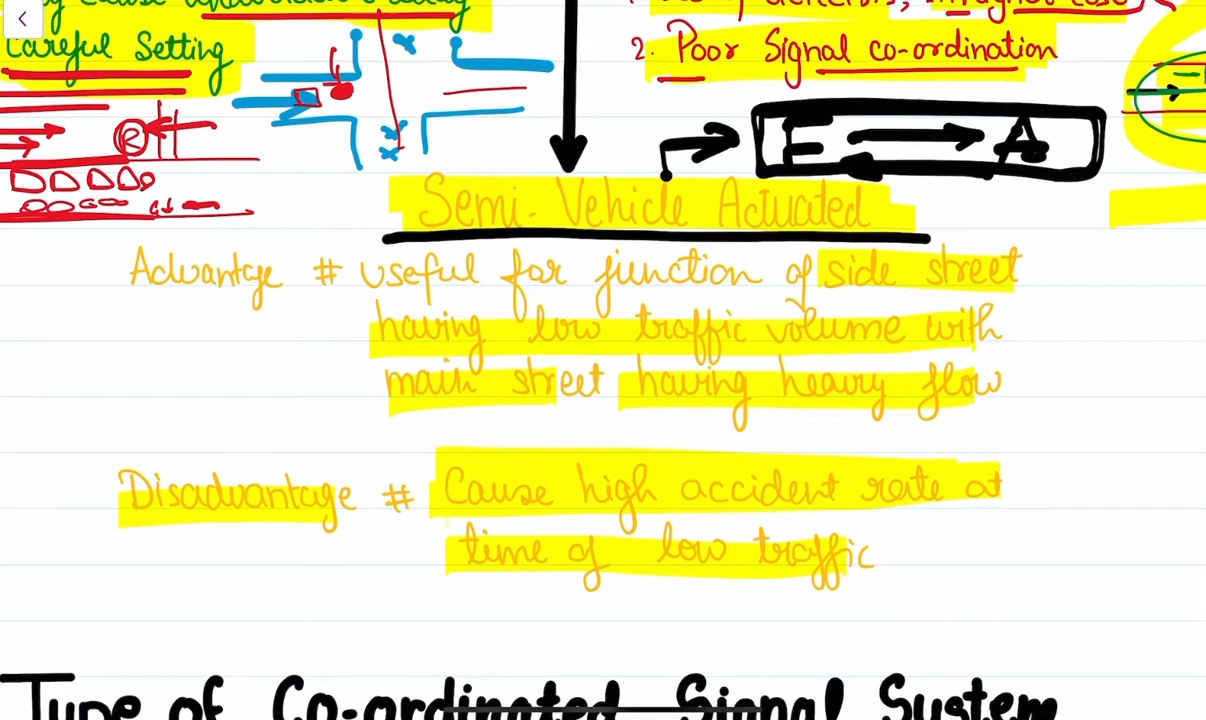 Careful Setting
2. Poor Signal co-ordination
R
F A
Semi-Vehicle Actuated
Advantage # useful for junction of side street
having low traffic volume with
main street having heavy flow
Disadvantage # Cause high accident rate at
time of low traffic
Type of Co-ordinated Signal System